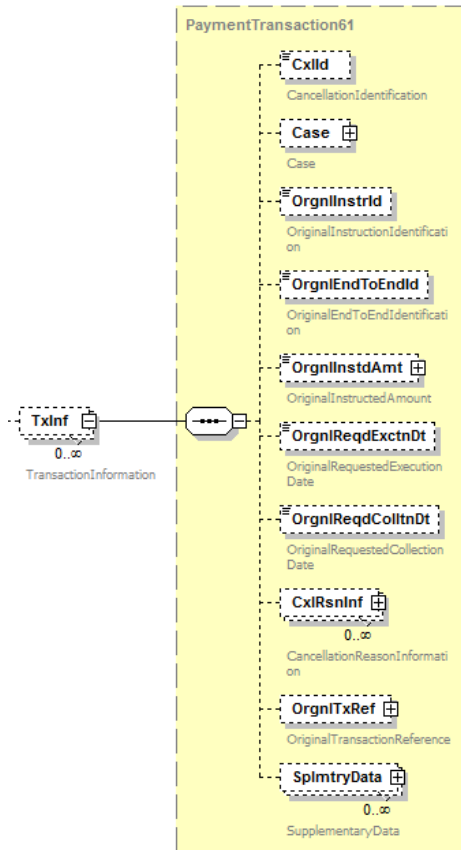 PaymentTransaction61
CxlId
CancellationIdentification
Case
Case
OrgnlInstrId
OriginalInstructionIdentificati
on
OrgnlEndToEndId
OriginalEndToEndIdentificati
on
OrgnlInstdAmt
OriginalInstructedAmount
TxInf
0..∞
TransactionInformation
OrgnlReqdExctnDt
OriginalRequestedExecution
Date
OrgnlReqdColltnDt
OriginalRequestedCollection
Date
CxlRsnInf
0..∞
CancellationReasonInformati
on
OrgnlTxRef
OriginalTransactionReference
SplmtryData
0..∞
SupplementaryData